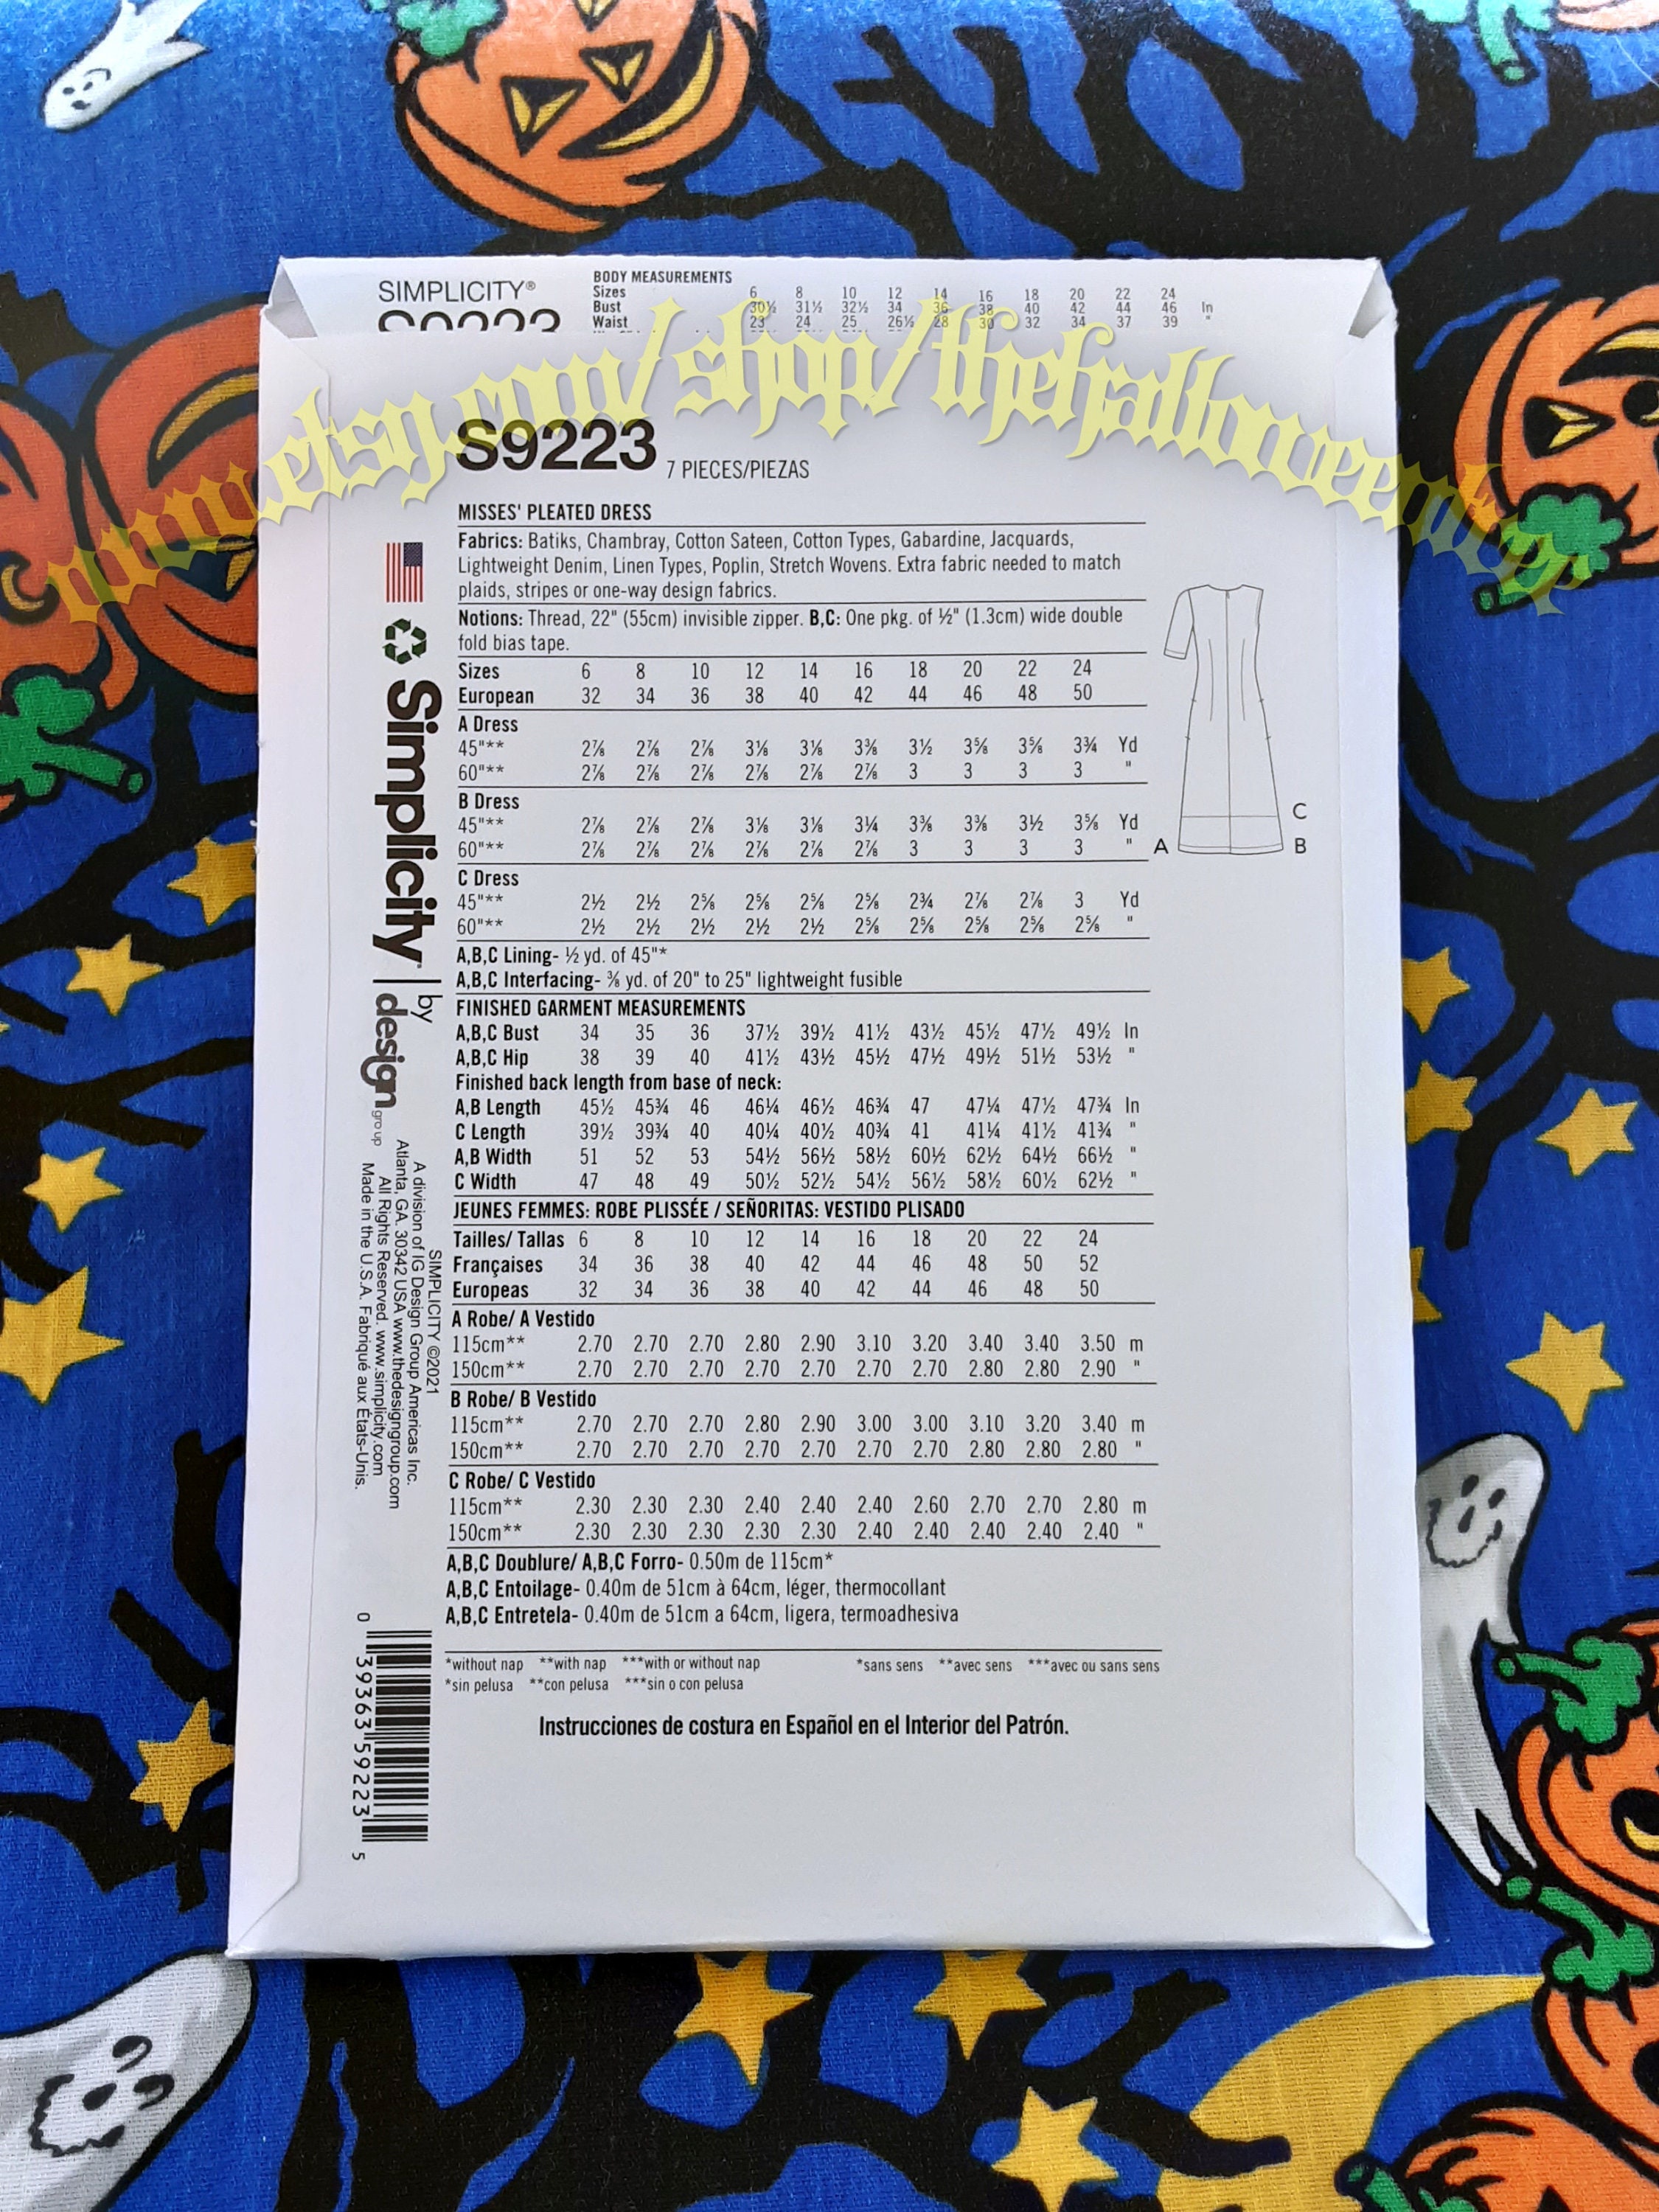 SIMPLICITY®
S9223
BODY MEASUREMENTS
Sizes 6 8 10 12 14 16 18 20 22 24
Bust 30½ 31½ 32½ 34 36 38 40 42 44 46 In
Waist 23 24 25 26½ 28 30 32 34 37 39 "
www.etsy.com/shop/thehalloweendept
S9223 7 PIECES/PIEZAS
MISSES' PLEATED DRESS
Fabrics: Batiks, Chambray, Cotton Sateen, Cotton Types, Gabardine, Jacquards,
Lightweight Denim, Linen Types, Poplin, Stretch Wovens. Extra fabric needed to match
plaids, stripes or one-way design fabrics.
Notions: Thread, 22" (55cm) invisible zipper. B,C: One pkg. of ½" (1.3cm) wide double
fold bias tape.
Sizes 6 8 10 12 14 16 18 20 22 24
European 32 34 36 38 40 42 44 46 48 50
A Dress
45"** 2⅞ 2⅞ 2⅞ 3⅛ 3⅛ 3⅜ 3½ 3⅝ 3⅝ 3¾ Yd
60"** 2⅞ 2⅞ 2⅞ 2⅞ 2⅞ 2⅞ 3 3 3 3 "
B Dress
45"** 2⅞ 2⅞ 2⅞ 3⅛ 3⅛ 3¼ 3⅜ 3⅜ 3½ 3⅝ Yd
60"** 2⅞ 2⅞ 2⅞ 2⅞ 2⅞ 2⅞ 3 3 3 3 "
C Dress
45"** 2½ 2½ 2⅝ 2⅝ 2⅝ 2⅝ 2¾ 2⅞ 2⅞ 3 Yd
60"** 2½ 2½ 2½ 2½ 2½ 2⅝ 2⅝ 2⅝ 2⅝ 2⅝ "
A,B,C Lining- ½ yd. of 45"*
A,B,C Interfacing- ⅜ yd. of 20" to 25" lightweight fusible
FINISHED GARMENT MEASUREMENTS
A,B,C Bust 34 35 36 37½ 39½ 41½ 43½ 45½ 47½ 49½ In
A,B,C Hip 38 39 40 41½ 43½ 45½ 47½ 49½ 51½ 53½ "
Finished back length from base of neck:
A,B Length 45½ 45¾ 46 46¼ 46½ 46¾ 47 47¼ 47½ 47¾ In
C Length 39½ 39¾ 40 40¼ 40½ 40¾ 41 41¼ 41½ 41¾ "
A,B Width 51 52 53 54½ 56½ 58½ 60½ 62½ 64½ 66½ "
C Width 47 48 49 50½ 52½ 54½ 56½ 58½ 60½ 62½ "
JEUNES FEMMES: ROBE PLISSÉE / SEÑORITAS: VESTIDO PLISADO
Tailles/ Tallas 6 8 10 12 14 16 18 20 22 24
Françaises 34 36 38 40 42 44 46 48 50 52
Europeas 32 34 36 38 40 42 44 46 48 50
A Robe/ A Vestido
115cm** 2.70 2.70 2.70 2.80 2.90 3.10 3.20 3.40 3.40 3.50 m
150cm** 2.70 2.70 2.70 2.70 2.70 2.70 2.70 2.80 2.80 2.90 "
B Robe/ B Vestido
115cm** 2.70 2.70 2.70 2.80 2.90 3.00 3.00 3.10 3.20 3.40 m
150cm** 2.70 2.70 2.70 2.70 2.70 2.70 2.70 2.80 2.80 2.80 "
C Robe/ C Vestido
115cm** 2.30 2.30 2.30 2.40 2.40 2.40 2.60 2.70 2.70 2.80 m
150cm** 2.30 2.30 2.30 2.30 2.30 2.40 2.40 2.40 2.40 2.40 "
A,B,C Doublure/ A,B,C Forro- 0.50m de 115cm*
A,B,C Entoilage- 0.40m de 51cm à 64cm, léger, thermocollant
A,B,C Entretela- 0.40m de 51cm a 64cm, ligera, termoadhesiva
*without nap **with nap ***with or without nap *sans sens **avec sens ***avec ou sans sens
*sin pelusa **con pelusa ***sin o con pelusa
Instrucciones de costura en Español en el Interior del Patrón.
A
C
B
Simplicity by design group
SIMPLICITY ©2021
A division of IG Design Group Americas Inc.
Atlanta, GA. 30342 USA www.thedesigngroup.com
All Rights Reserved. www.simplicity.com
Made in the U.S.A. Fabriqué aux États-Unis.
0 39363 59223 5